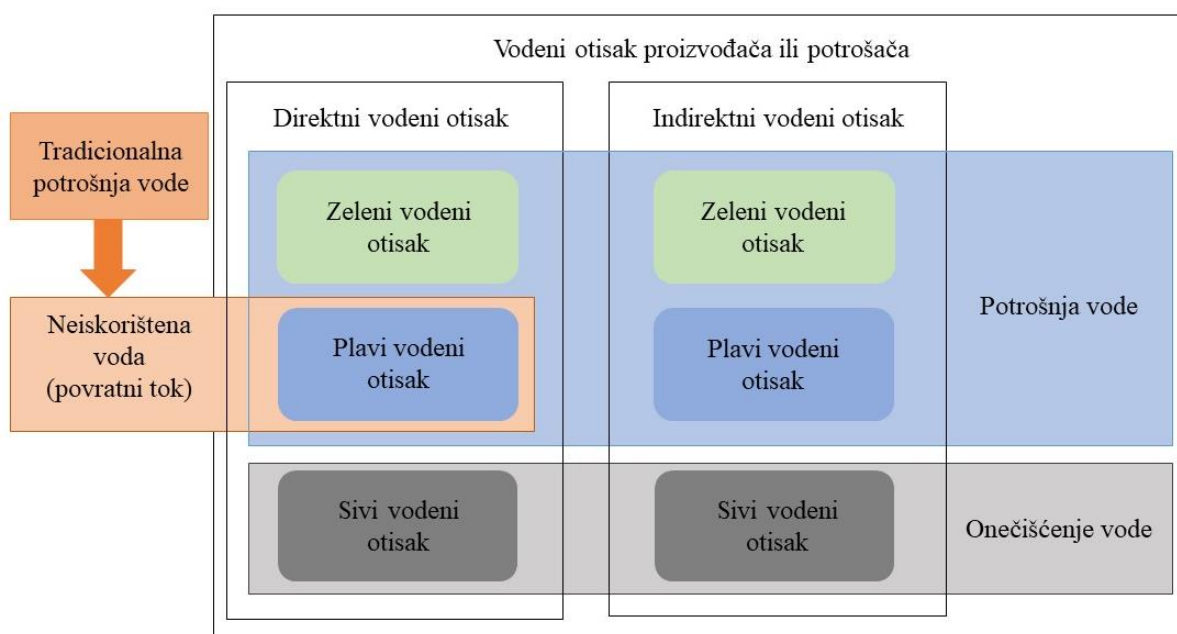 Vodeni otisak proizvođača ili potrošača
Direktni vodeni otisak
Indirektni vodeni otisak
Tradicionalna
potrošnja vode
Zeleni vodeni
otisak
Zeleni vodeni
otisak
Potrošnja vode
Neiskorištena
voda
(povratni tok)
Plavi vodeni
otisak
Plavi vodeni
otisak
Sivi vodeni
otisak
Sivi vodeni
otisak
Onečišćenje vode